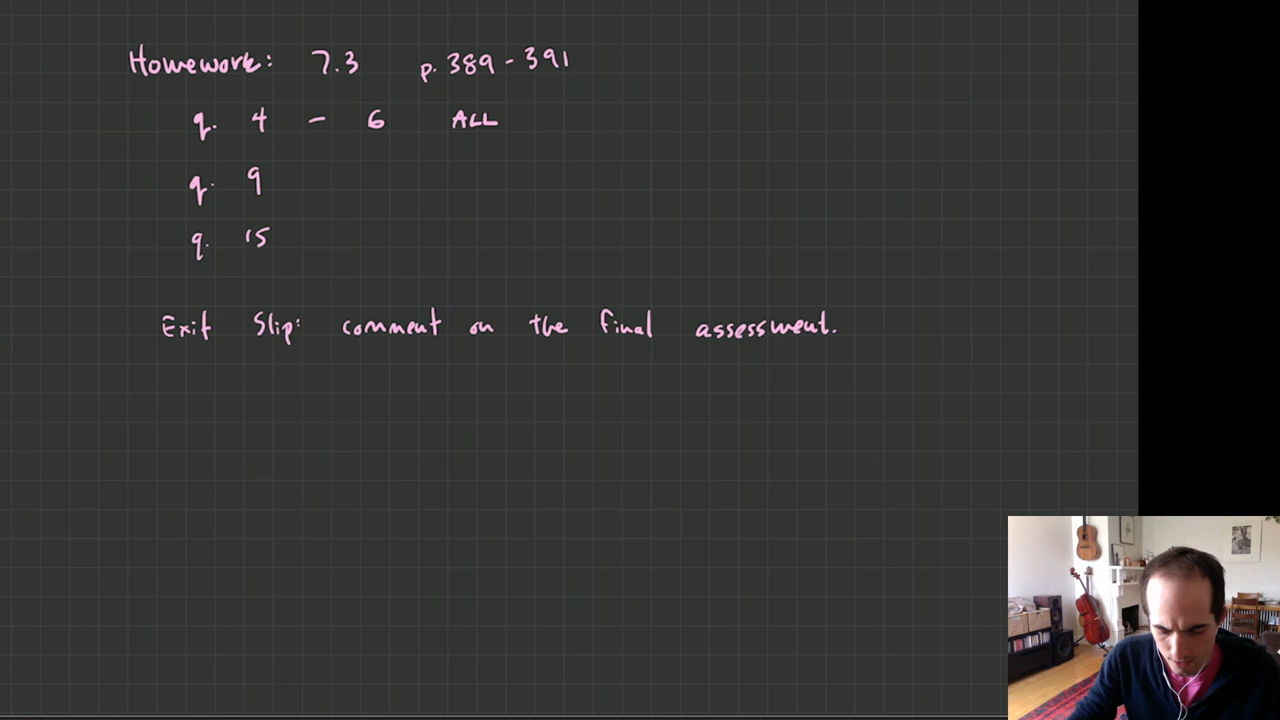 Homework: 7.3 p. 389 - 391
q. 4 - 6 ALL
q. 9
q. 15
Exit Slip: comment on the final assessment.